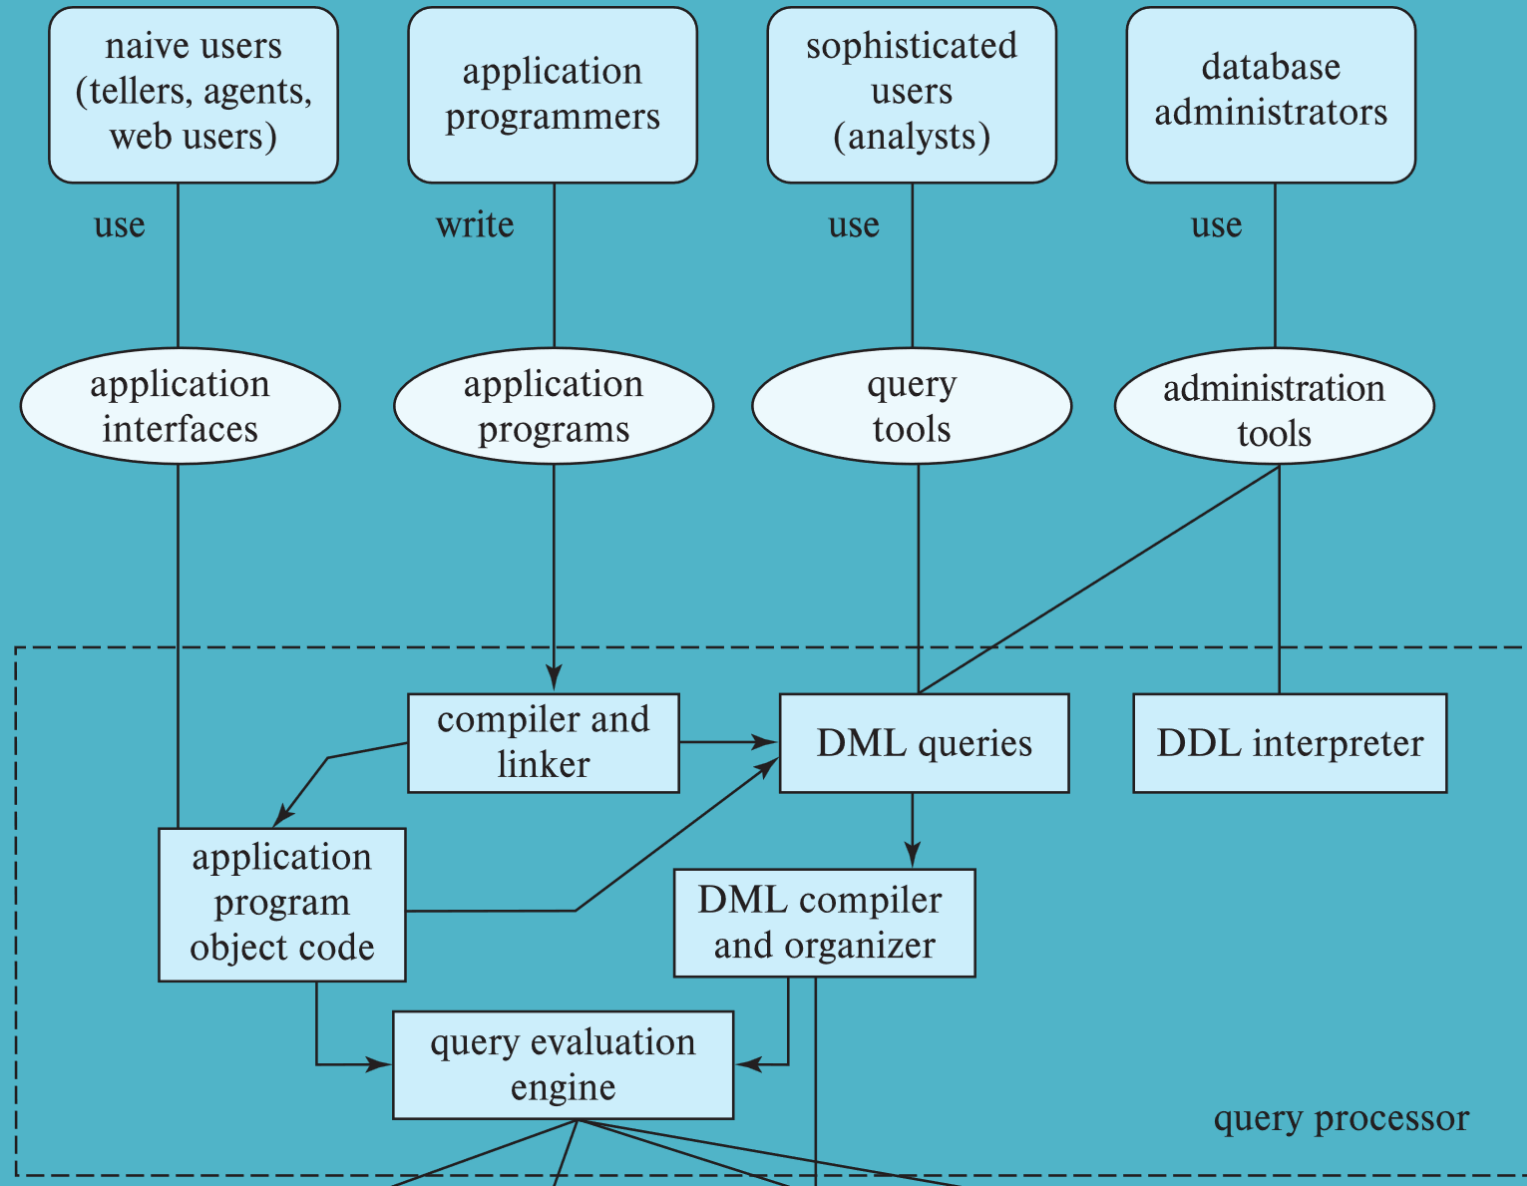 naive users
(tellers, agents,
web users)
application
programmers
sophisticated
users
(analysts)
database
administrators
use
write
use
use
application
interfaces
application
programs
query
tools
administration
tools
compiler and
linker
DML queries
DDL interpreter
application
program
object code
DML compiler
and organizer
query evaluation
engine
query processor